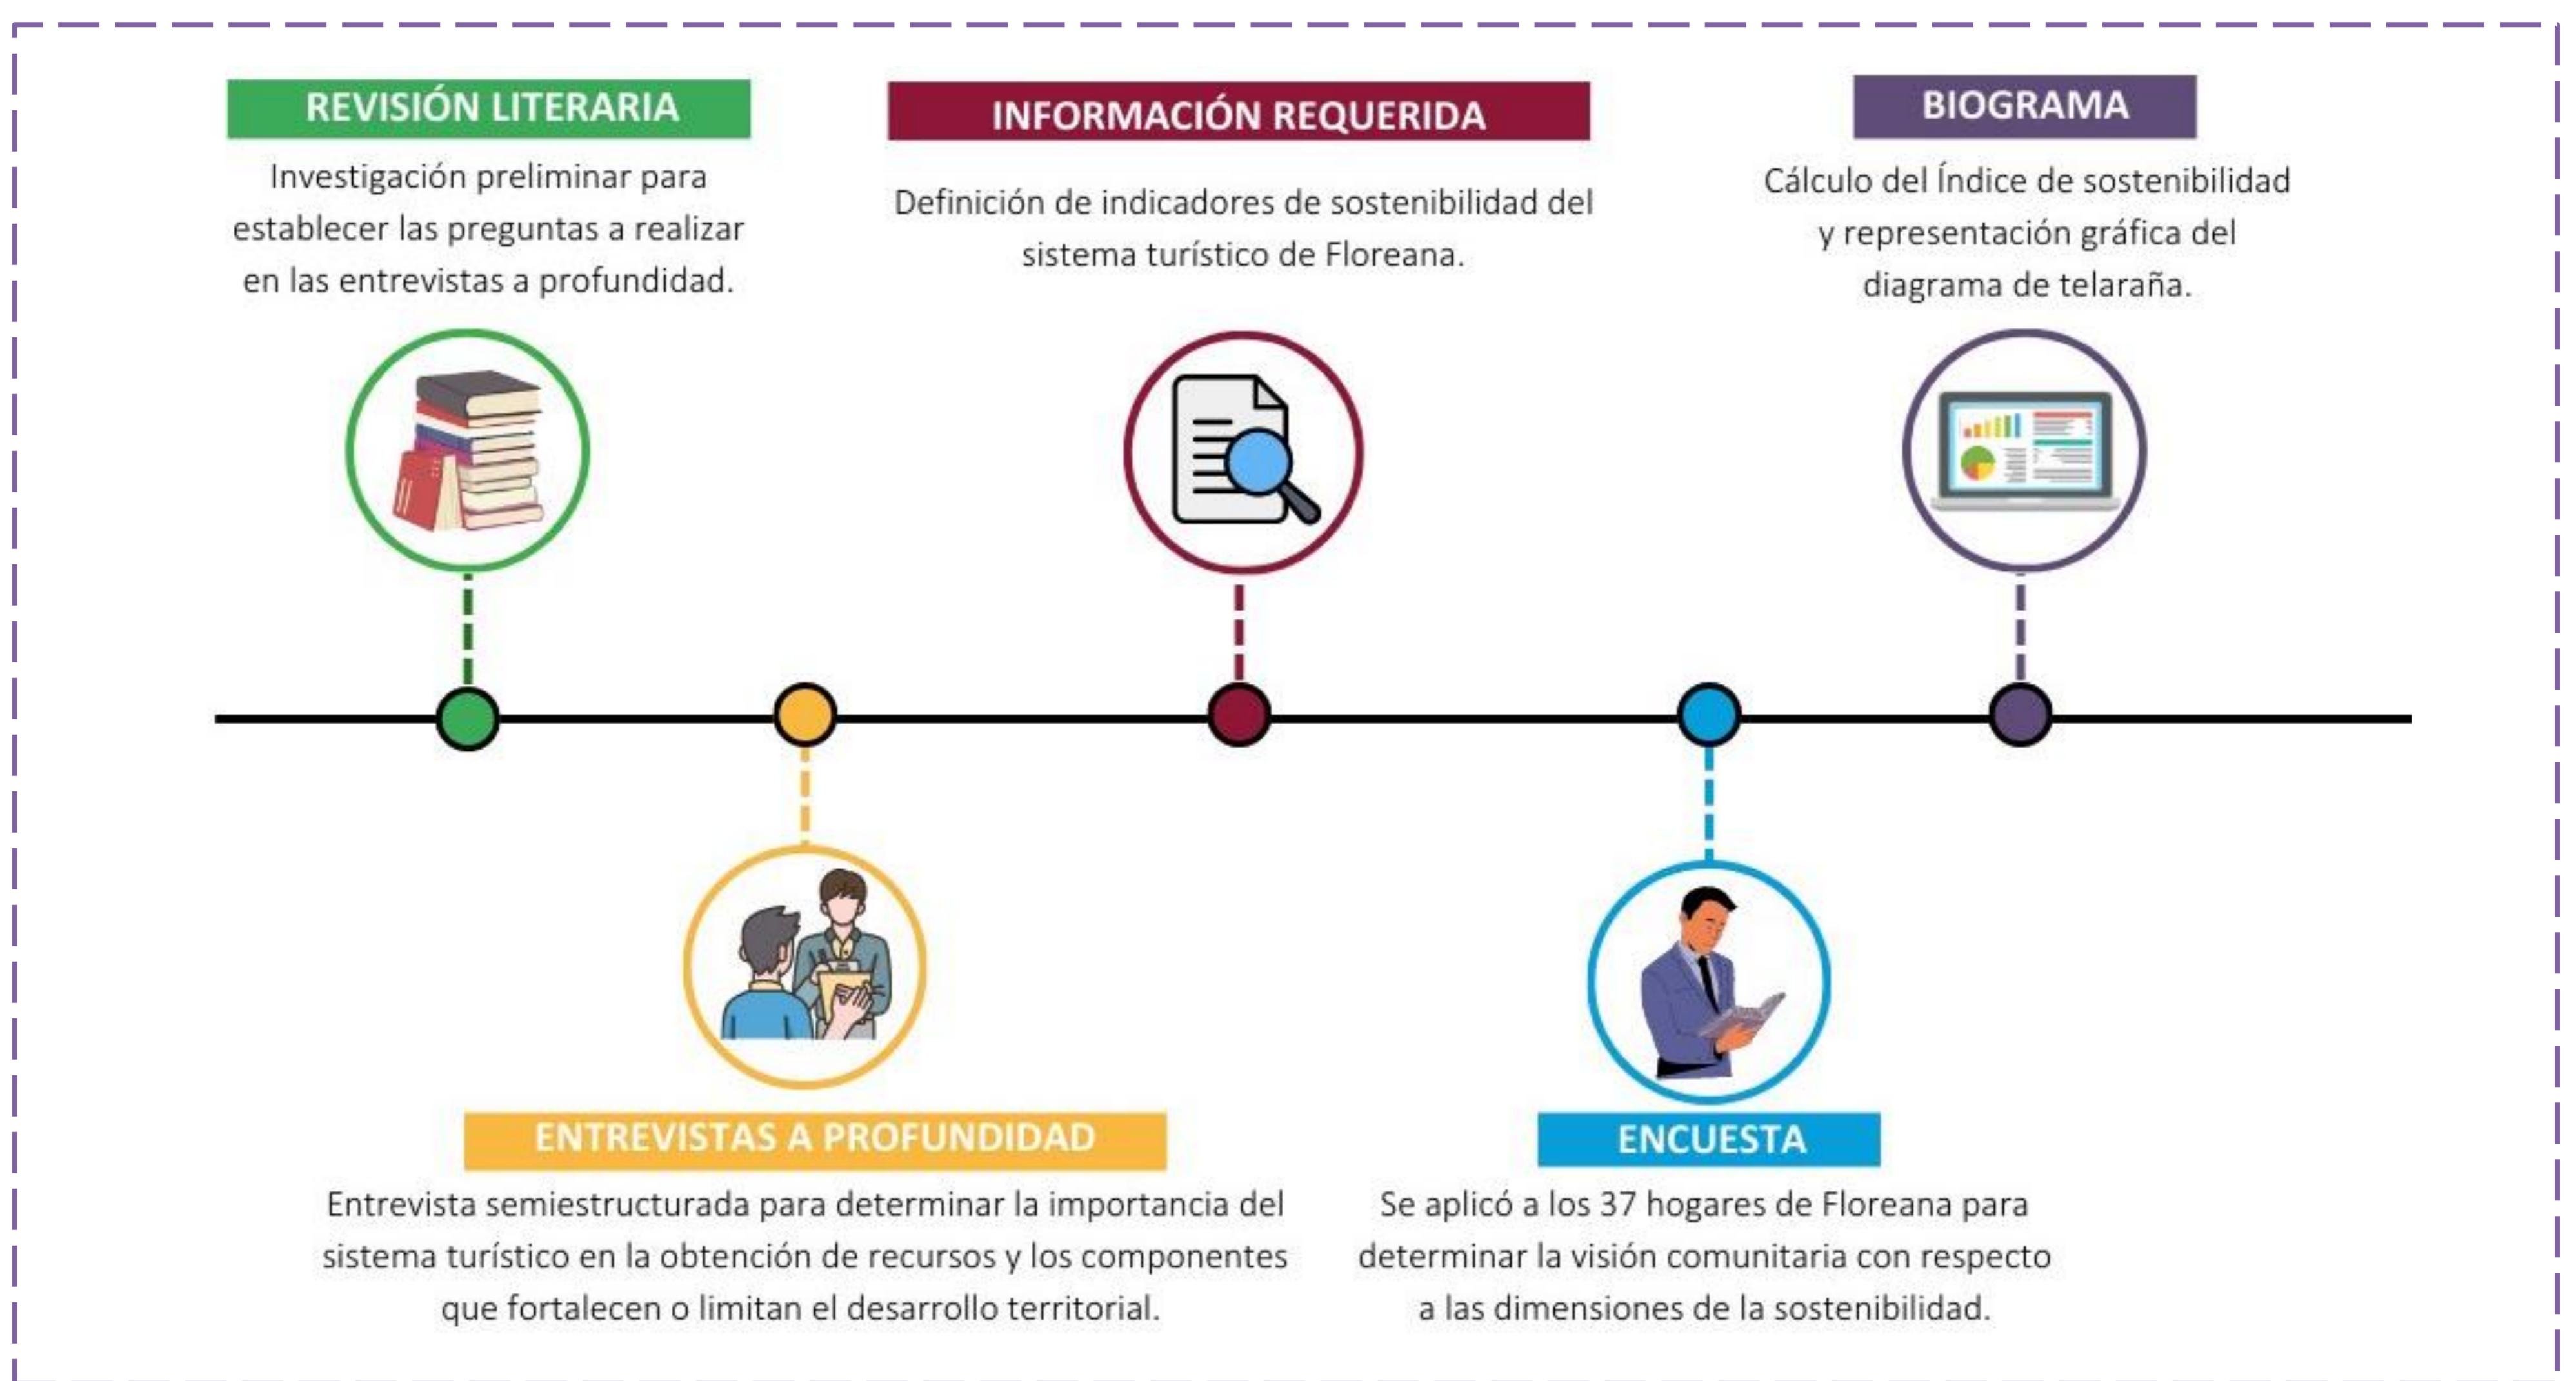 REVISIÓN LITERARIA
Investigación preliminar para
establecer las preguntas a realizar
en las entrevistas a profundidad.
INFORMACIÓN REQUERIDA
Definición de indicadores de sostenibilidad del
sistema turístico de Floreana.
BIOGRAMA
Cálculo del Índice de sostenibilidad
y representación gráfica del
diagrama de telaraña.
ENTREVISTAS A PROFUNDIDAD
Entrevista semiestructurada para determinar la importancia del
sistema turístico en la obtención de recursos y los componentes
que fortalecen o limitan el desarrollo territorial.
ENCUESTA
Se aplicó a los 37 hogares de Floreana para
determinar la visión comunitaria con respecto
a las dimensiones de la sostenibilidad.